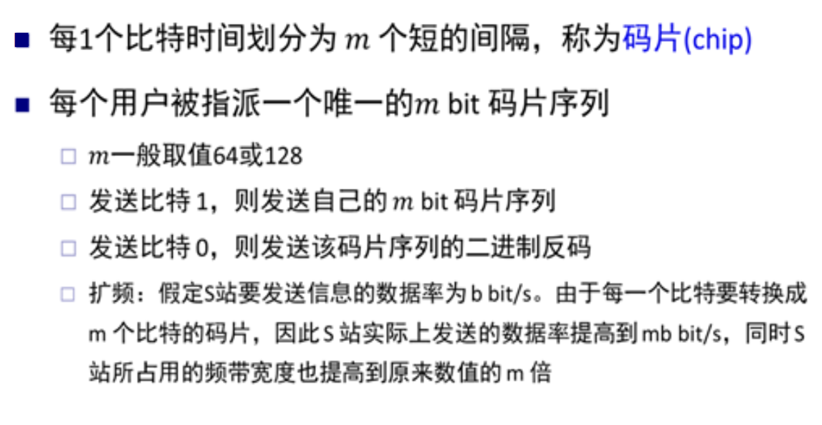 每1个比特时间划分为 m 个短的间隔，称为码片(chip)
每个用户被指派一个唯一的m bit 码片序列
m一般取值64或128
发送比特 1，则发送自己的 m bit 码片序列
发送比特 0，则发送该码片序列的二进制反码
扩频：假定S站要发送信息的数据率为 b bit/s。由于每一个比特要转换成
m 个比特的码片，因此 S 站实际上发送的数据率提高到 mb bit/s，同时 S
站所占用的频带宽度也提高到原来数值的 m 倍